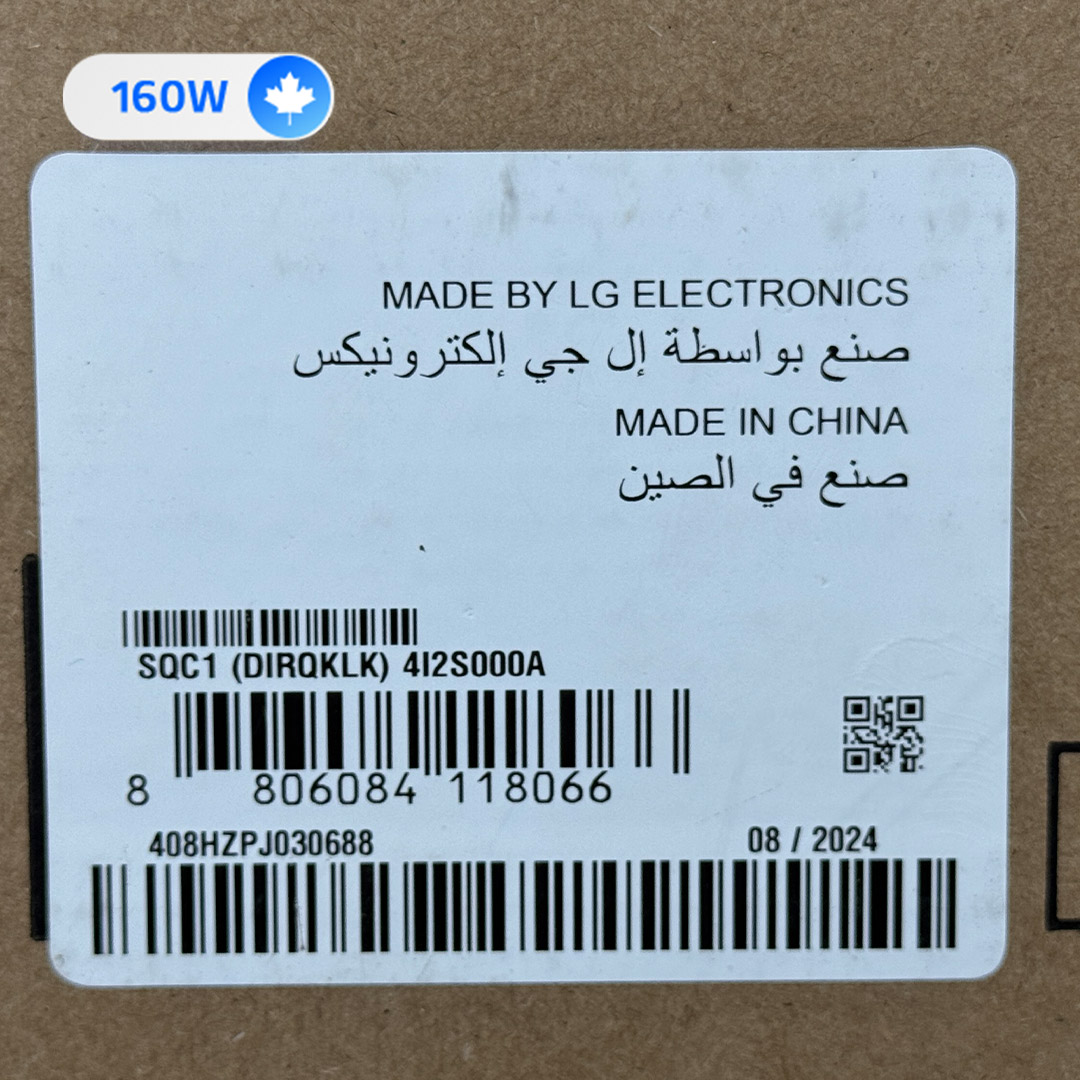 160W
MADE BY LG ELECTRONICS
صنع بواسطة إل جي إلكترونيكس
MADE IN CHINA
صنع في الصين
SQC1 (DIRQKLK) 4I2S000A
8 806084 118066
408HZPJ030688 08 / 2024